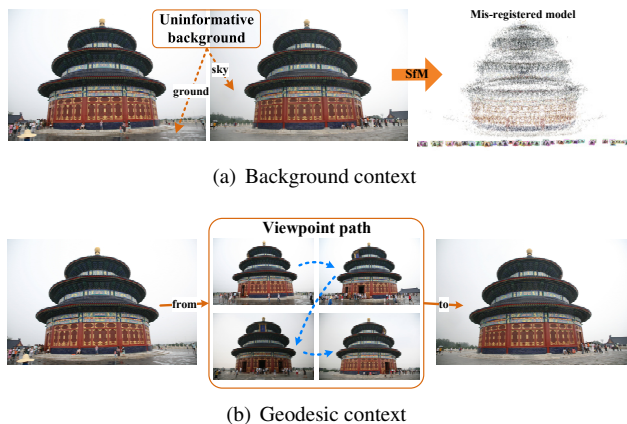 Uninformative
background
Mis-registered model
sky
ground
SfM
(a) Background context
Viewpoint path
from
to
(b) Geodesic context